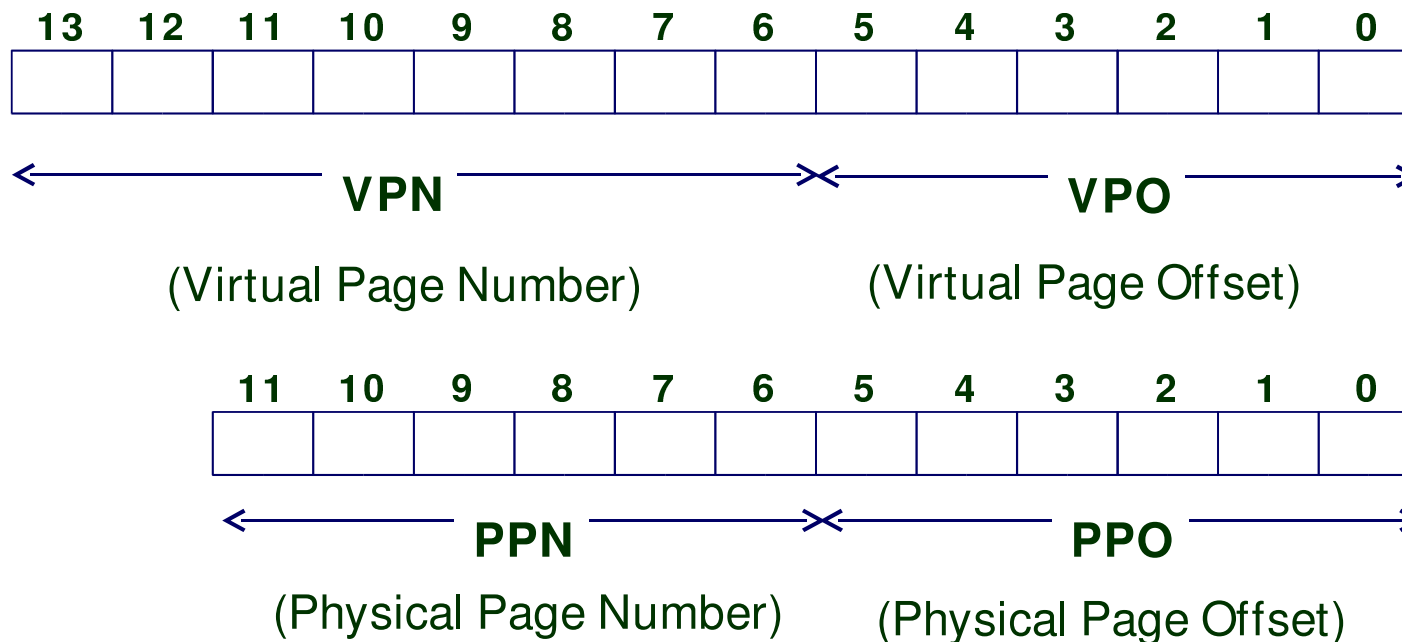 13 12 11 10 9 8 7 6 5 4 3 2 1 0
VPN VPO
(Virtual Page Number) (Virtual Page Offset)
11 10 9 8 7 6 5 4 3 2 1 0
PPN PPO
(Physical Page Number) (Physical Page Offset)